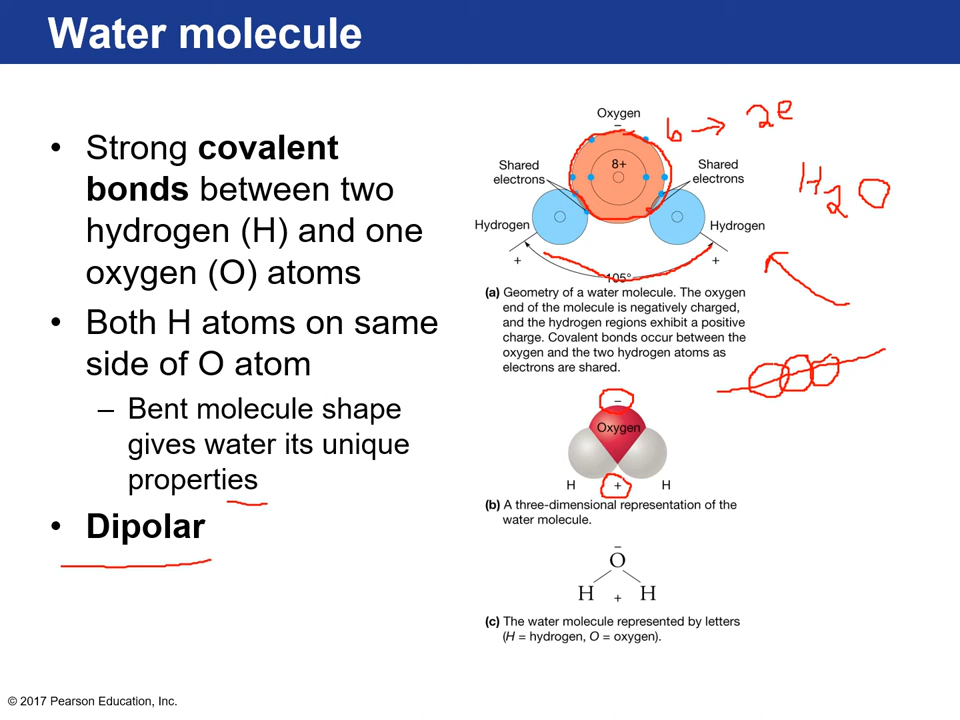 Water molecule
• Strong covalent
bonds between two
hydrogen (H) and one
oxygen (O) atoms
• Both H atoms on same
side of O atom
– Bent molecule shape
gives water its unique
properties
• Dipolar
Oxygen
–
8+
Shared
electrons
Shared
electrons
Hydrogen
Hydrogen
+
+
105°
6 → 2e
H2O
(a) Geometry of a water molecule. The oxygen
end of the molecule is negatively charged,
and the hydrogen regions exhibit a positive
charge. Covalent bonds occur between the
oxygen and the two hydrogen atoms as
electrons are shared.
–
Oxygen
H + H
(b) A three-dimensional representation of the
water molecule.
–
O
H + H
(c) The water molecule represented by letters
(H = hydrogen, O = oxygen).
© 2017 Pearson Education, Inc.